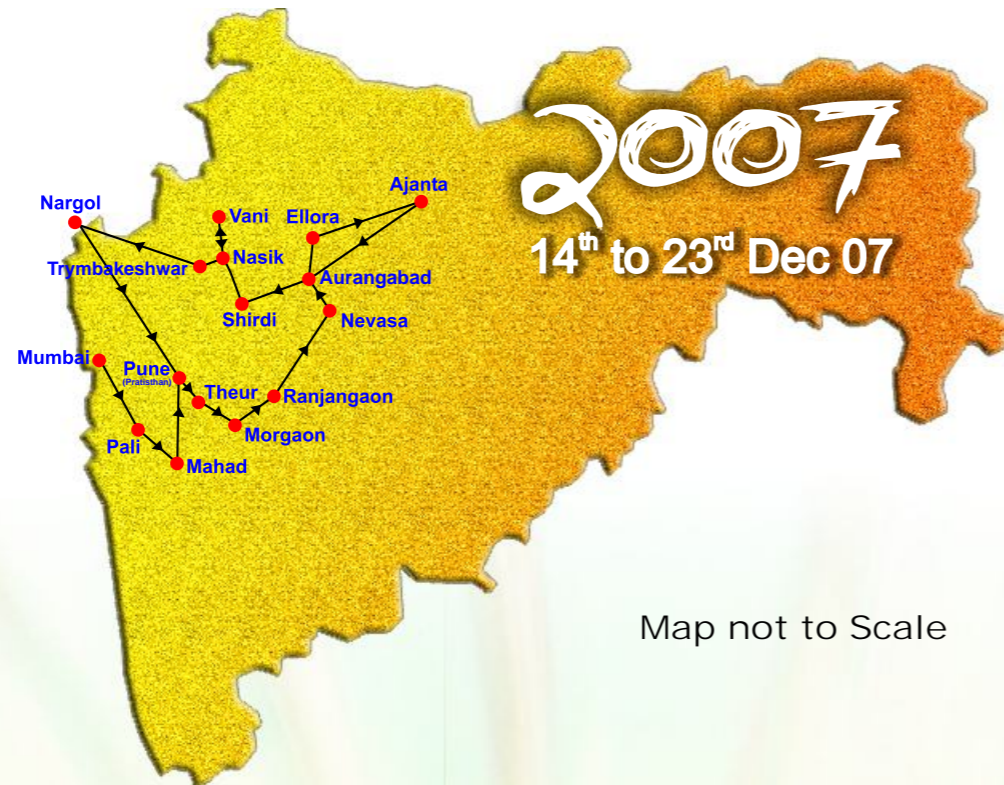 2007
14th to 23rd Dec 07
Ajanta
Nargol
Vani
Ellora
Trymbakeshwar
Nasik
Aurangabad
Shirdi
Nevasa
Mumbai
Pune
(Pratisthan)
Theur
Ranjangaon
Morgaon
Pali
Mahad
Map not to Scale